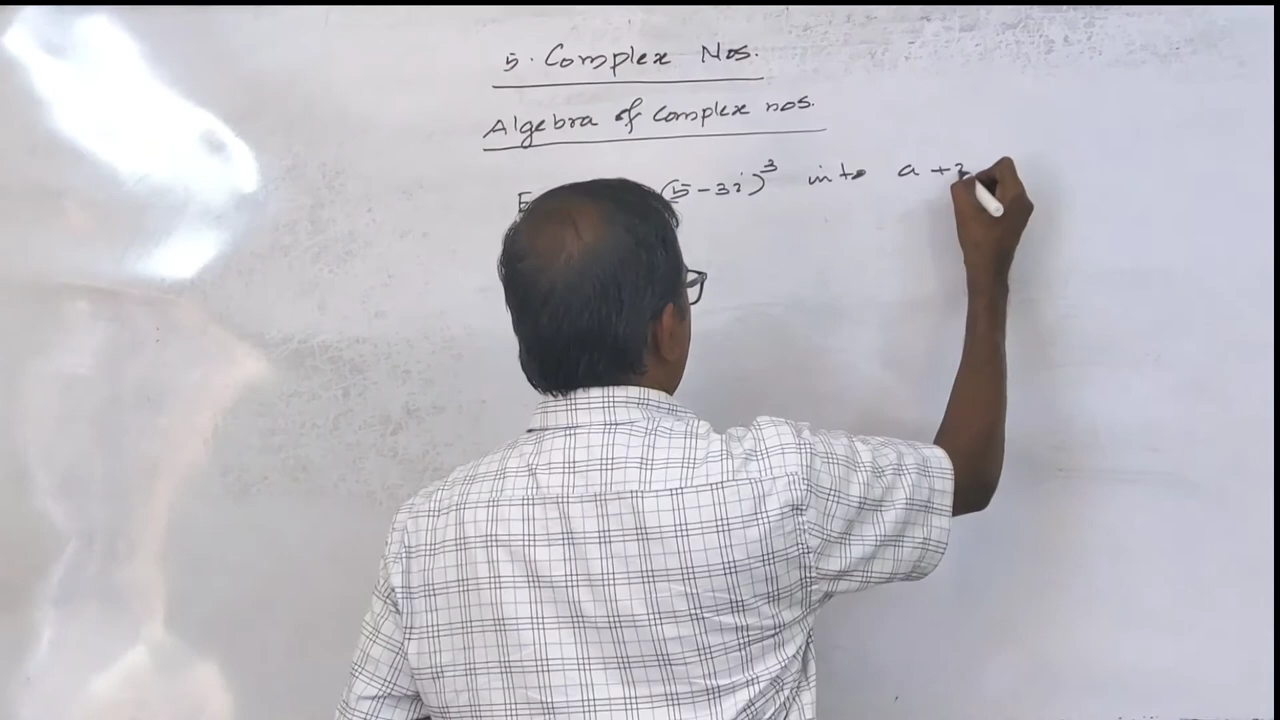 5. Complex Nos.
Algebra of complex nos.
(5-3i)³ into a +